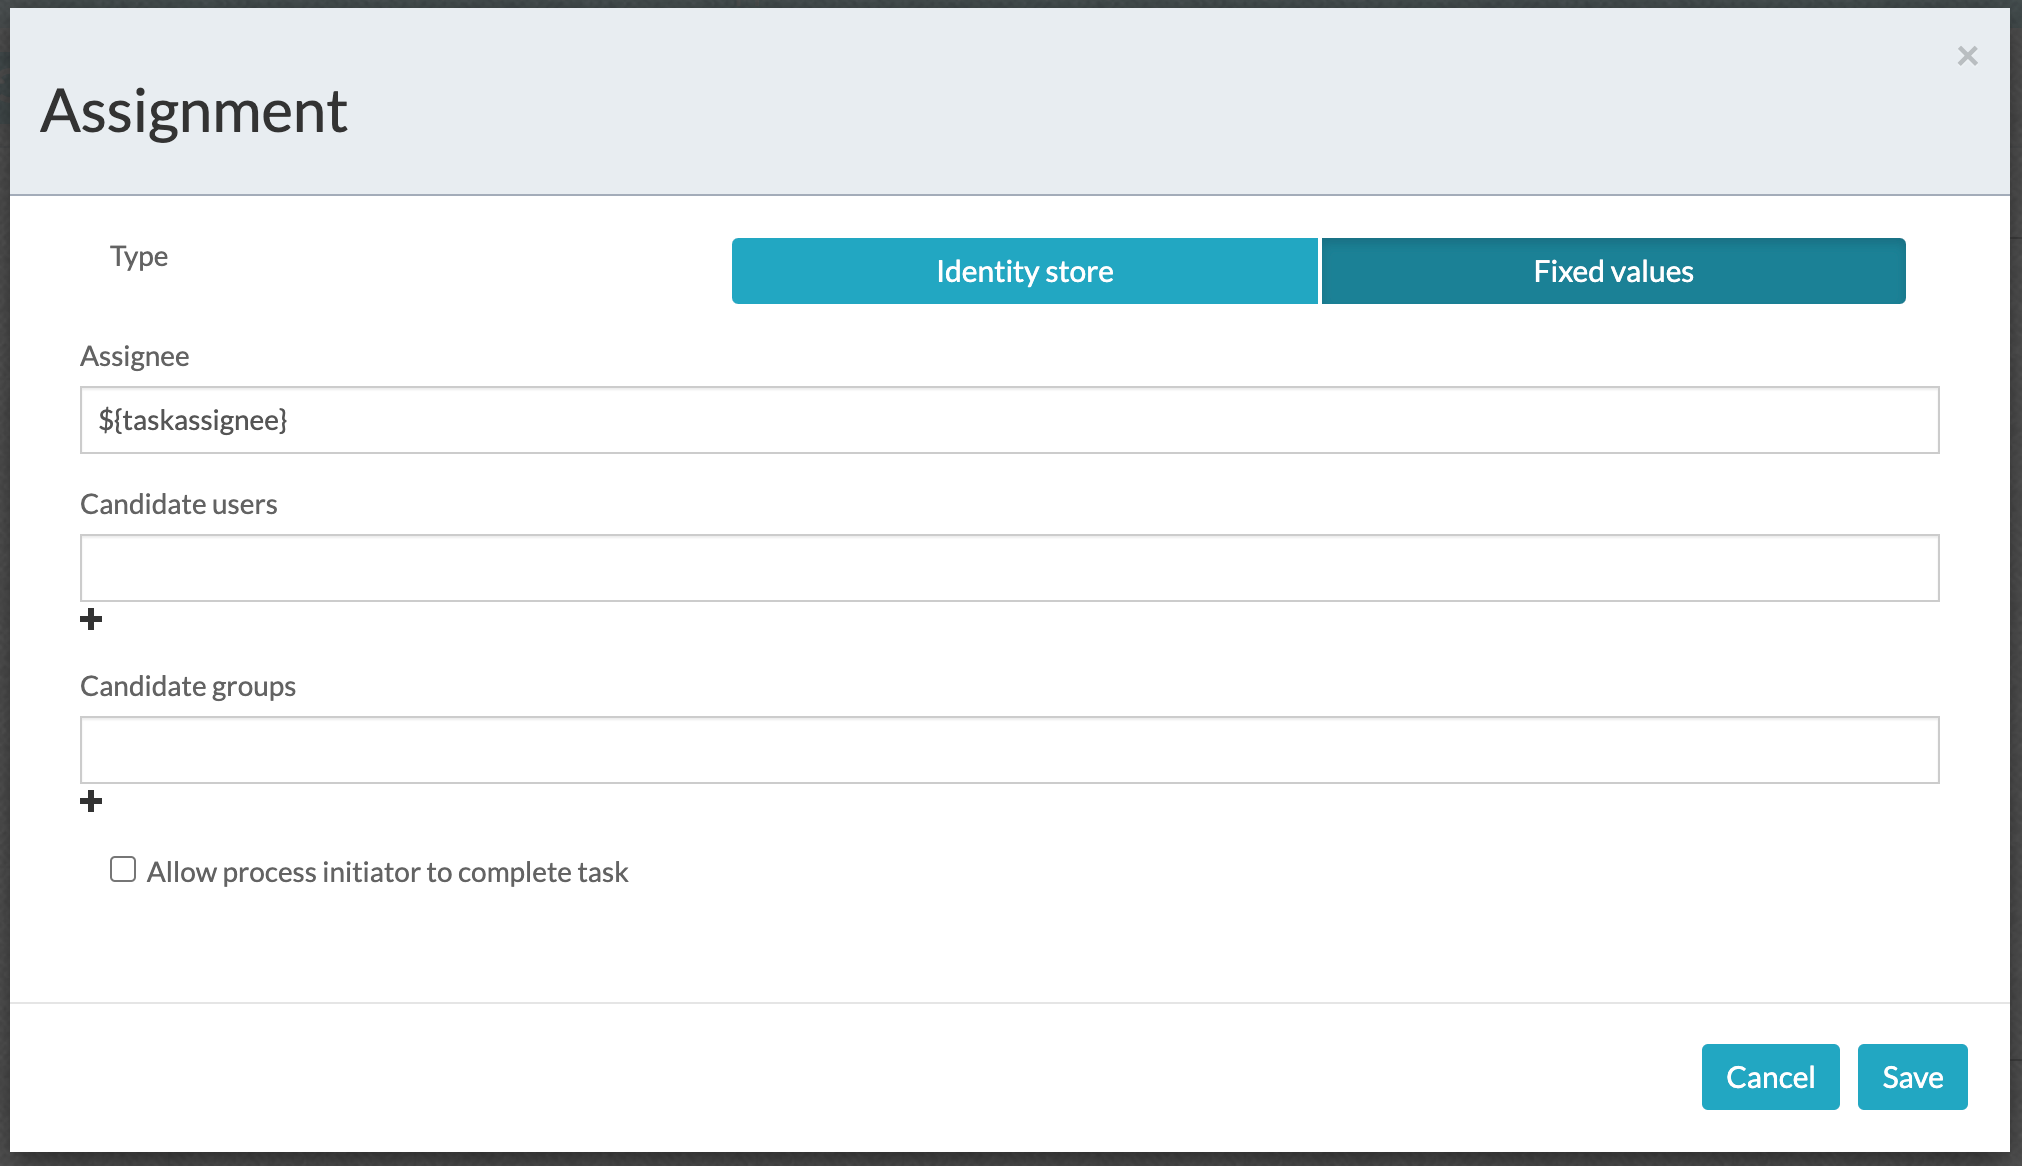 Assignment
Type
Identity store
Fixed values
Assignee
${taskassignee}
Candidate users
Candidate groups
Allow process initiator to complete task
Cancel
Save